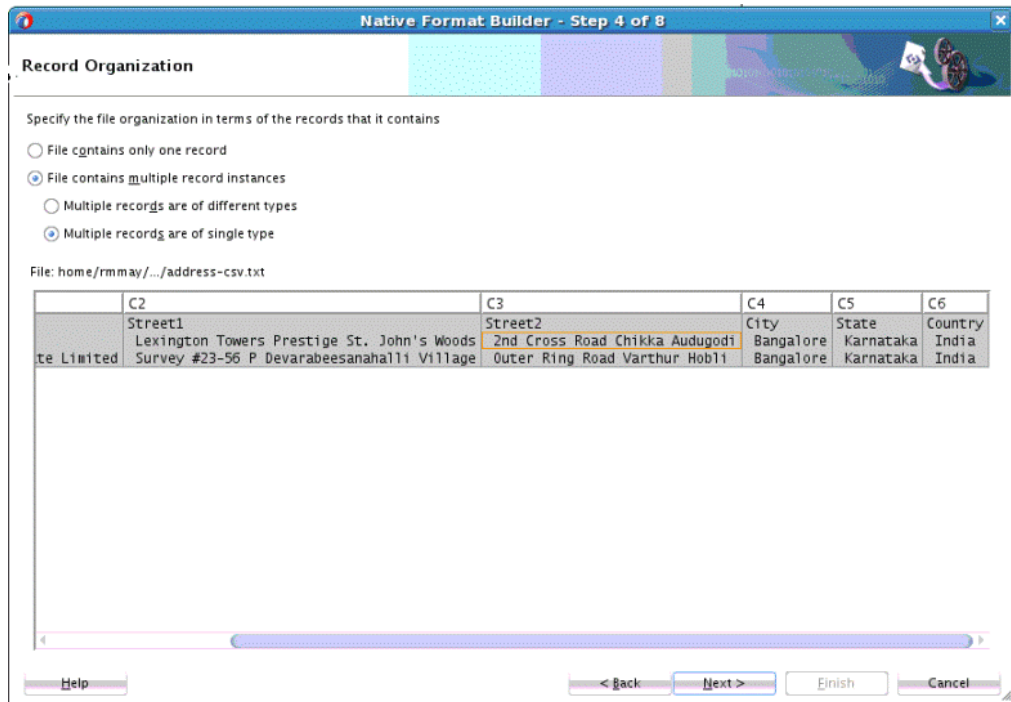 Native Format Builder - Step 4 of 8
Record Organization
Specify the file organization in terms of the records that it contains
File contains only one record
File contains multiple record instances
Multiple records are of different types
Multiple records are of single type
File: home/rmmay/.../address-csv.txt
C2 C3 C4 C5 C6
Street1 Street2 City State Country
Lexington Towers Prestige St. John's Woods 2nd Cross Road Chikka Audugodi Bangalore Karnataka India
te Limited Survey #23-56 P Devarabeesanahalli Village Outer Ring Road Varthur Hobli Bangalore Karnataka India
Help < Back Next > Finish Cancel